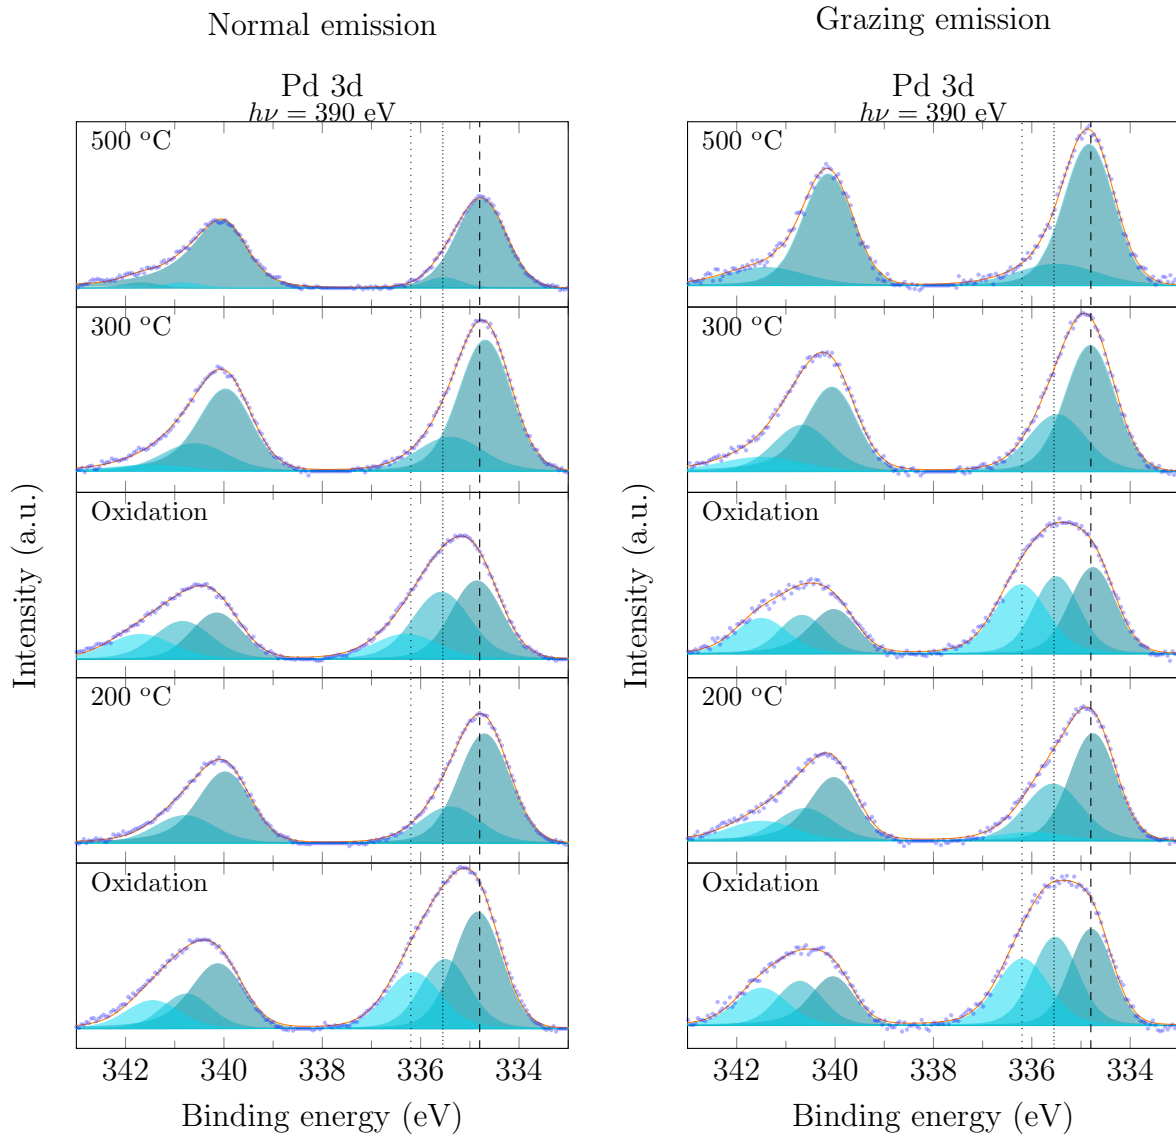 Normal emission
Pd 3d
hν = 390 eV
500 °C
300 °C
Oxidation
200 °C
Oxidation
Intensity (a.u.)
342 340 338 336 334
Binding energy (eV)
Grazing emission
Pd 3d
hν = 390 eV
500 °C
300 °C
Oxidation
200 °C
Oxidation
Intensity (a.u.)
342 340 338 336 334
Binding energy (eV)